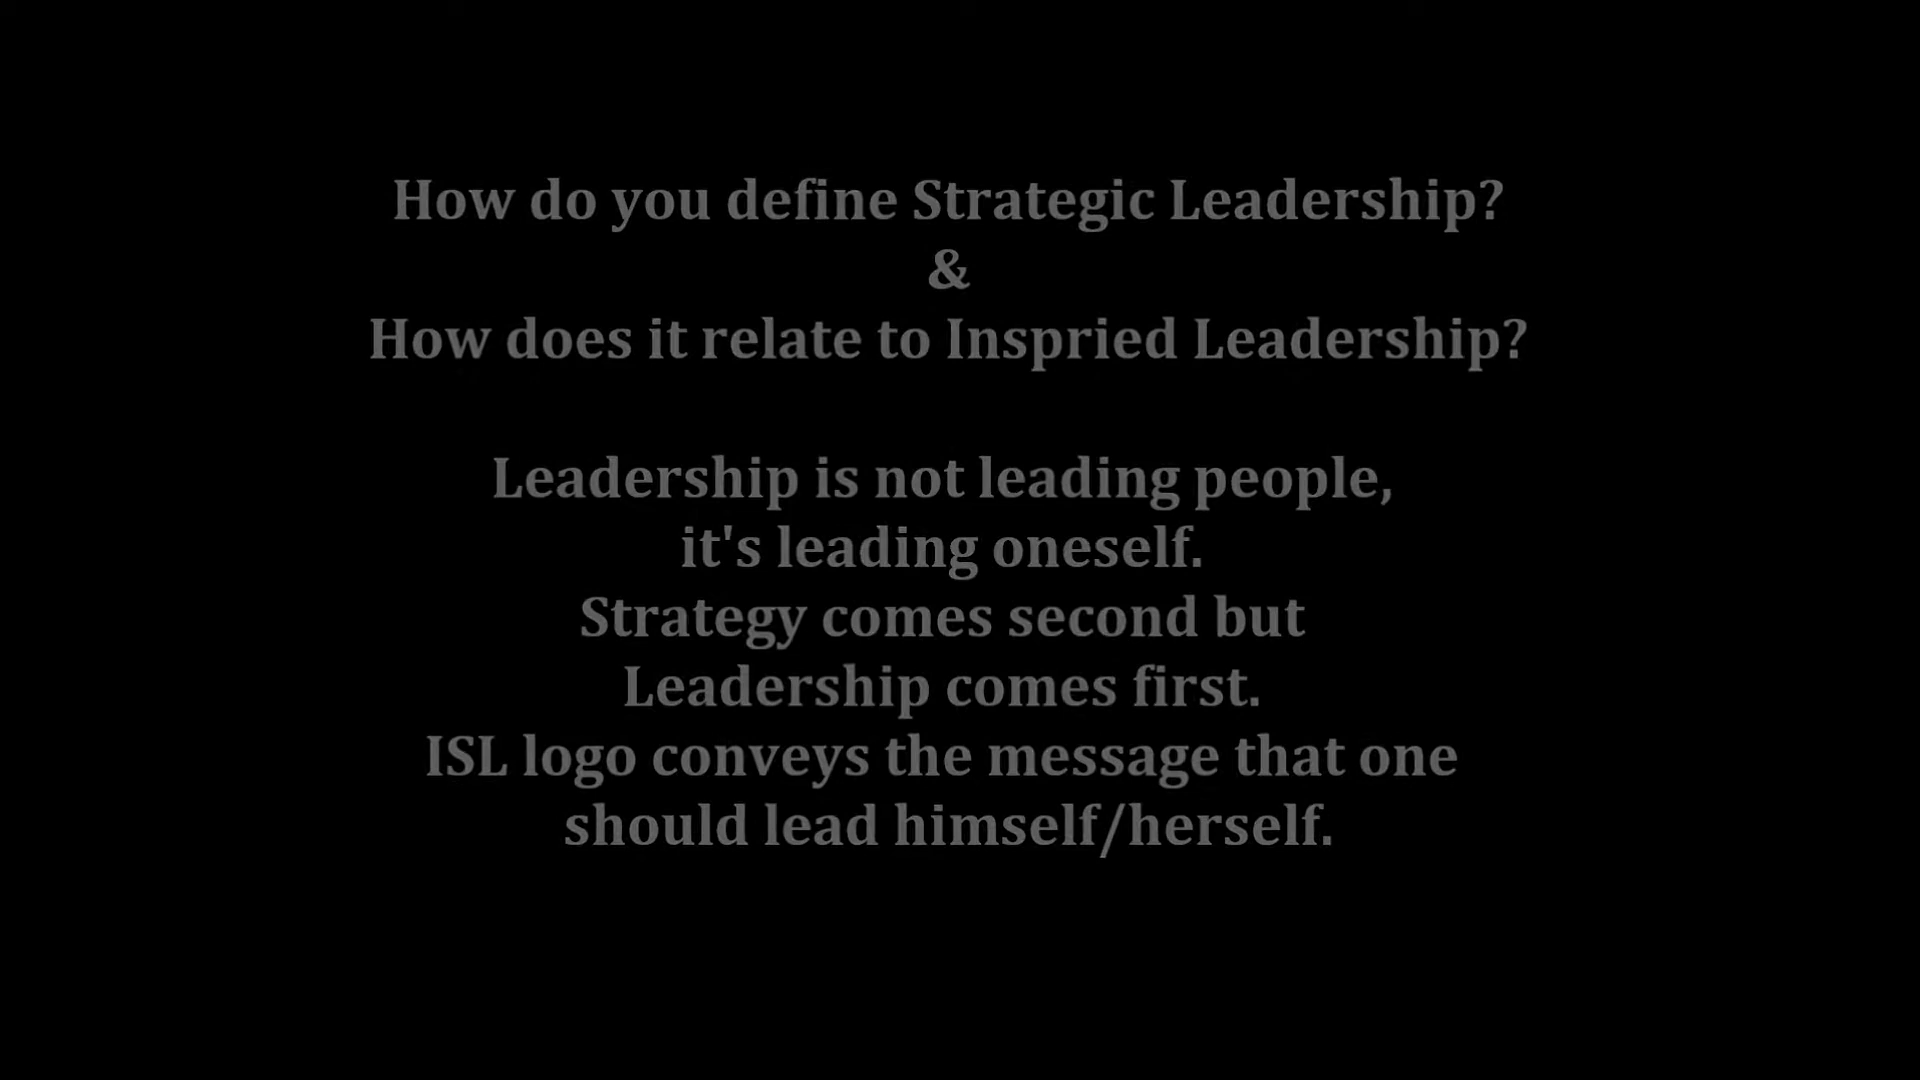 How do you define Strategic Leadership?
&
How does it relate to Inspried Leadership?
Leadership is not leading people,
it's leading oneself.
Strategy comes second but
Leadership comes first.
ISL logo conveys the message that one
should lead himself/herself.